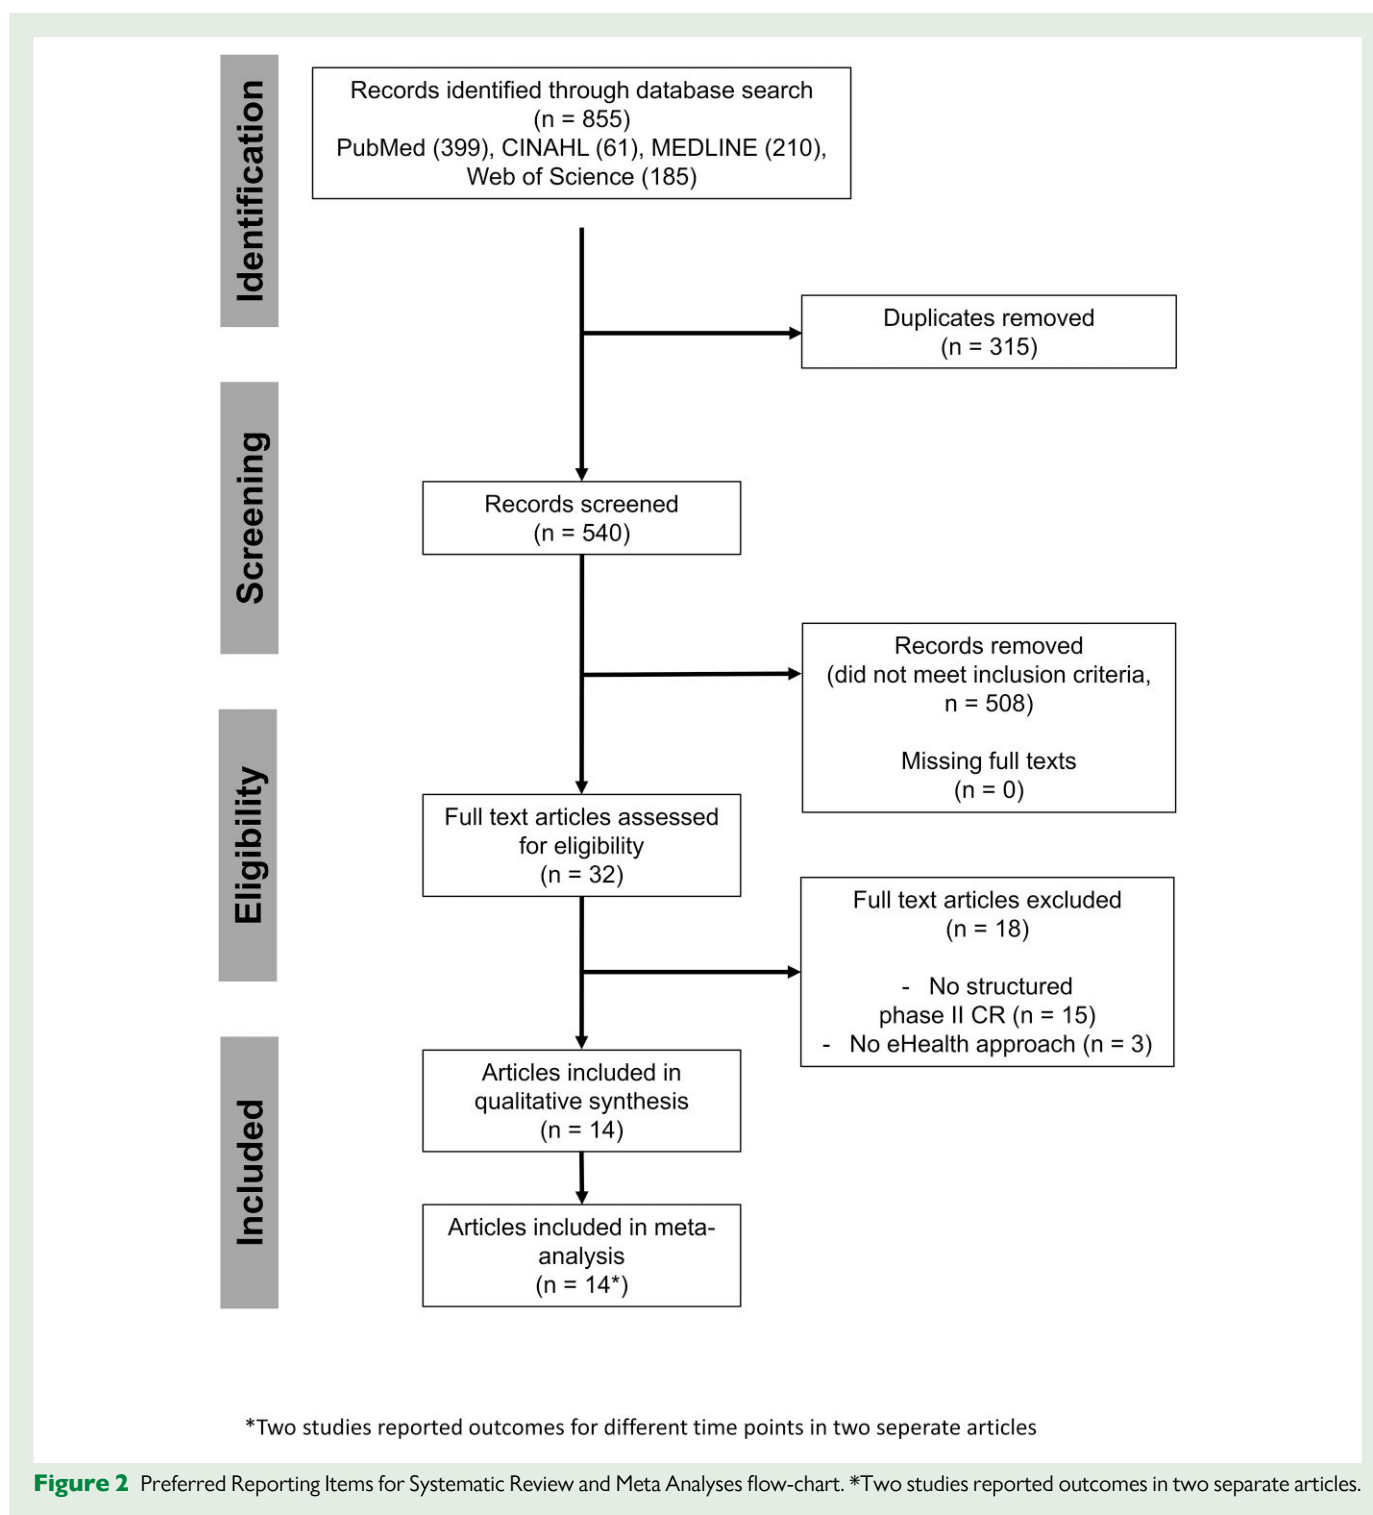 Identification
Records identified through database search
(n = 855)
PubMed (399), CINAHL (61), MEDLINE (210),
Web of Science (185)
Duplicates removed
(n = 315)
Screening
Records screened
(n = 540)
Records removed
(did not meet inclusion criteria,
n = 508)
Missing full texts
(n = 0)
Eligibility
Full text articles assessed
for eligibility
(n = 32)
Full text articles excluded
(n = 18)
- No structured
phase II CR (n = 15)
- No eHealth approach (n = 3)
Included
Articles included in
qualitative synthesis
(n = 14)
Articles included in meta-
analysis
(n = 14*)
*Two studies reported outcomes for different time points in two seperate articles
Figure 2 Preferred Reporting Items for Systematic Review and Meta Analyses flow-chart. *Two studies reported outcomes in two separate articles.